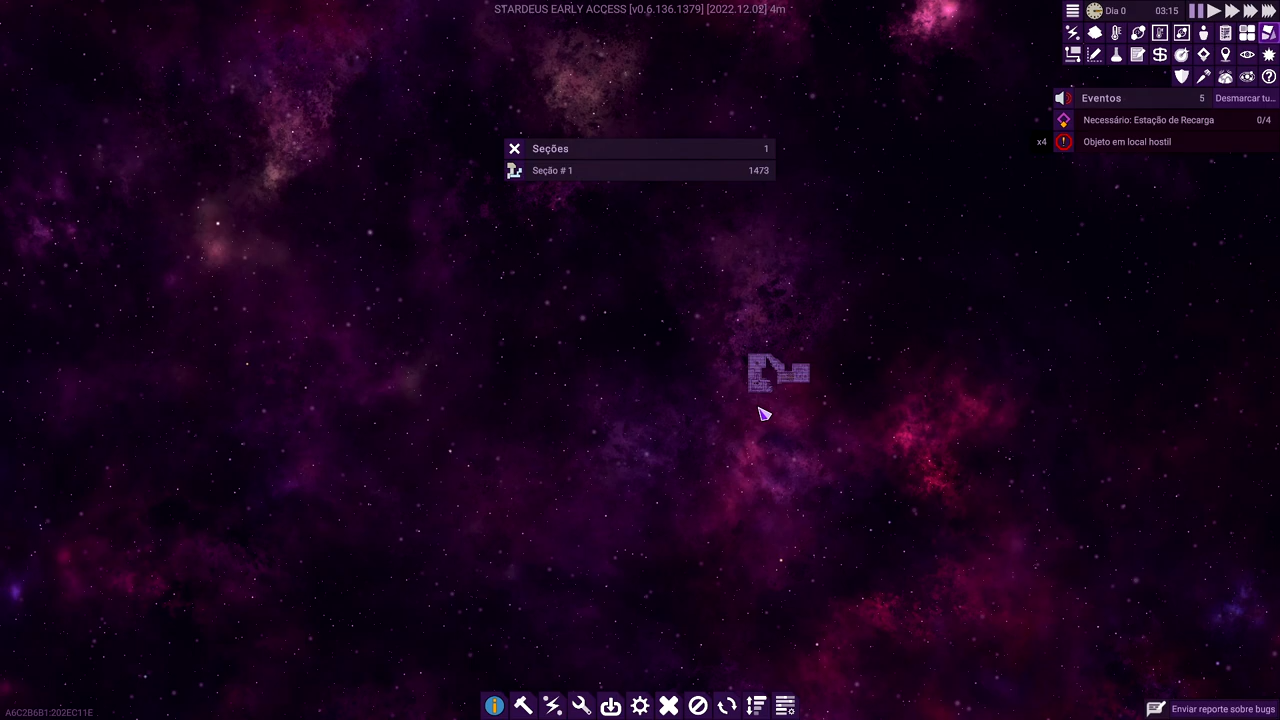 STARDEUS EARLY ACCESS [v0.6.136.1379] [2022.12.02] 4m
Dia 0 03:15
Eventos 5 Desmarcar tu...
Necessário: Estação de Recarga 0/4
x4 Objeto em local hostil
Seções 1
Seção # 1 1473
A6C2B6B1:202EC11E
Enviar reporte sobre bugs